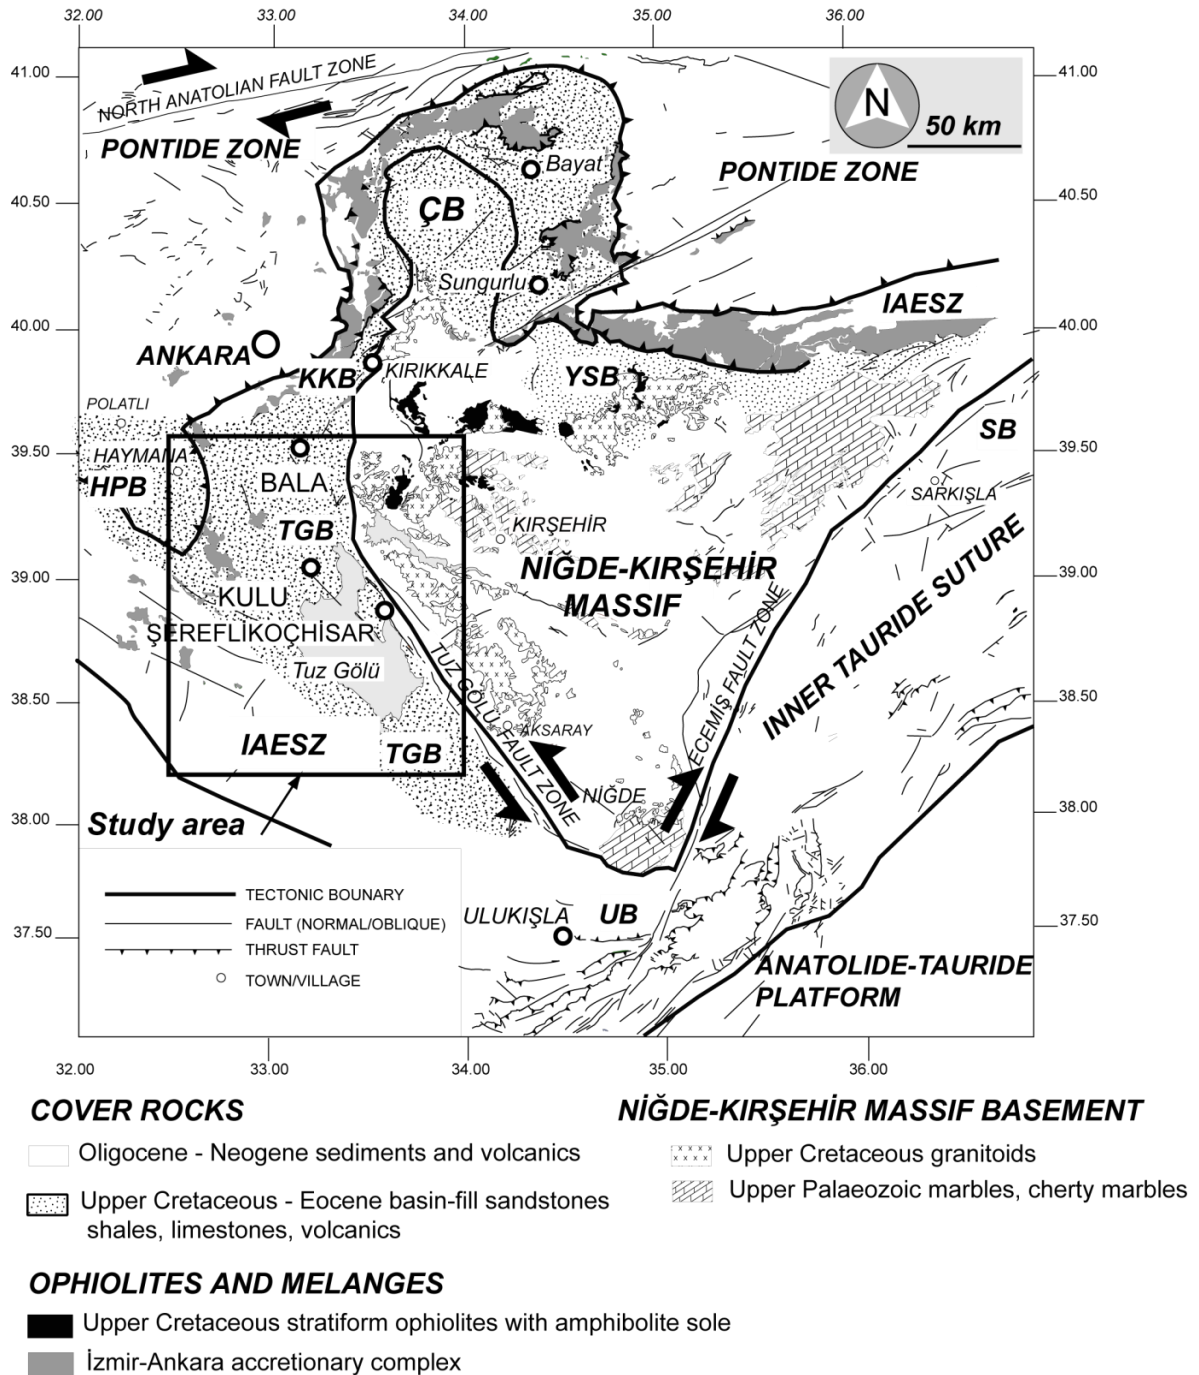 32.00
33.00
34.00
35.00
36.00
41.00
41.00
NORTH ANATOLIAN FAULT ZONE
N
50 km
PONTIDE ZONE
Bayat
PONTIDE ZONE
40.50
40.50
ÇB
Sungurlu
IAESZ
40.00
40.00
ANKARA
KKB
KIRIKKALE
YSB
POLATLI
SB
39.50
39.50
HAYMANA
HPB
BALA
SARKIŞLA
TGB
KIRŞEHİR
39.00
39.00
NİĞDE-KIRŞEHİR
MASSIF
KULU
ŞEREFLİKOÇHİSAR
Tuz Gölü
TUZ GÖLÜ FAULT ZONE
ECEMİŞ FAULT ZONE
INNER TAURIDE SUTURE
38.50
38.50
IAESZ
TGB
AKSARAY
NİĞDE
38.00
38.00
Study area
TECTONIC BOUNARY
FAULT (NORMAL/OBLIQUE)
THRUST FAULT
TOWN/VILLAGE
ULUKIŞLA
UB
37.50
37.50
ANATOLIDE-TAURIDE
PLATFORM
32.00
33.00
34.00
35.00
36.00
COVER ROCKS
Oligocene - Neogene sediments and volcanics
Upper Cretaceous - Eocene basin-fill sandstones
shales, limestones, volcanics
NİĞDE-KIRŞEHİR MASSIF BASEMENT
Upper Cretaceous granitoids
Upper Palaeozoic marbles, cherty marbles
OPHIOLITES AND MELANGES
Upper Cretaceous stratiform ophiolites with amphibolite sole
İzmir-Ankara accretionary complex